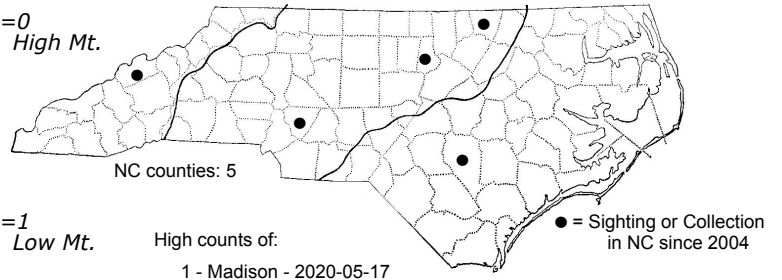 =0
High Mt.
NC counties: 5
=1
Low Mt.
High counts of:
1 - Madison - 2020-05-17
● = Sighting or Collection
in NC since 2004